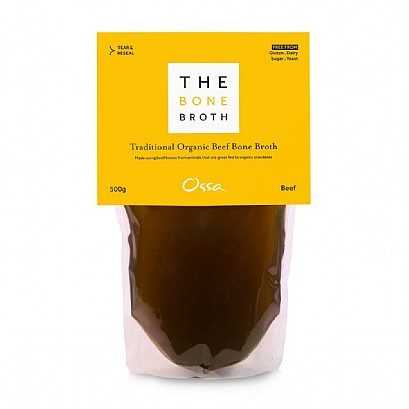 TEAR &
RESEAL
FREE FROM
Gluten . Dairy
Sugar . Yeast
THE
BONE
BROTH
Traditional Organic Beef Bone Broth
Made using beef bones from animals that are grass fed to organic standards
500g
Ossa
Beef